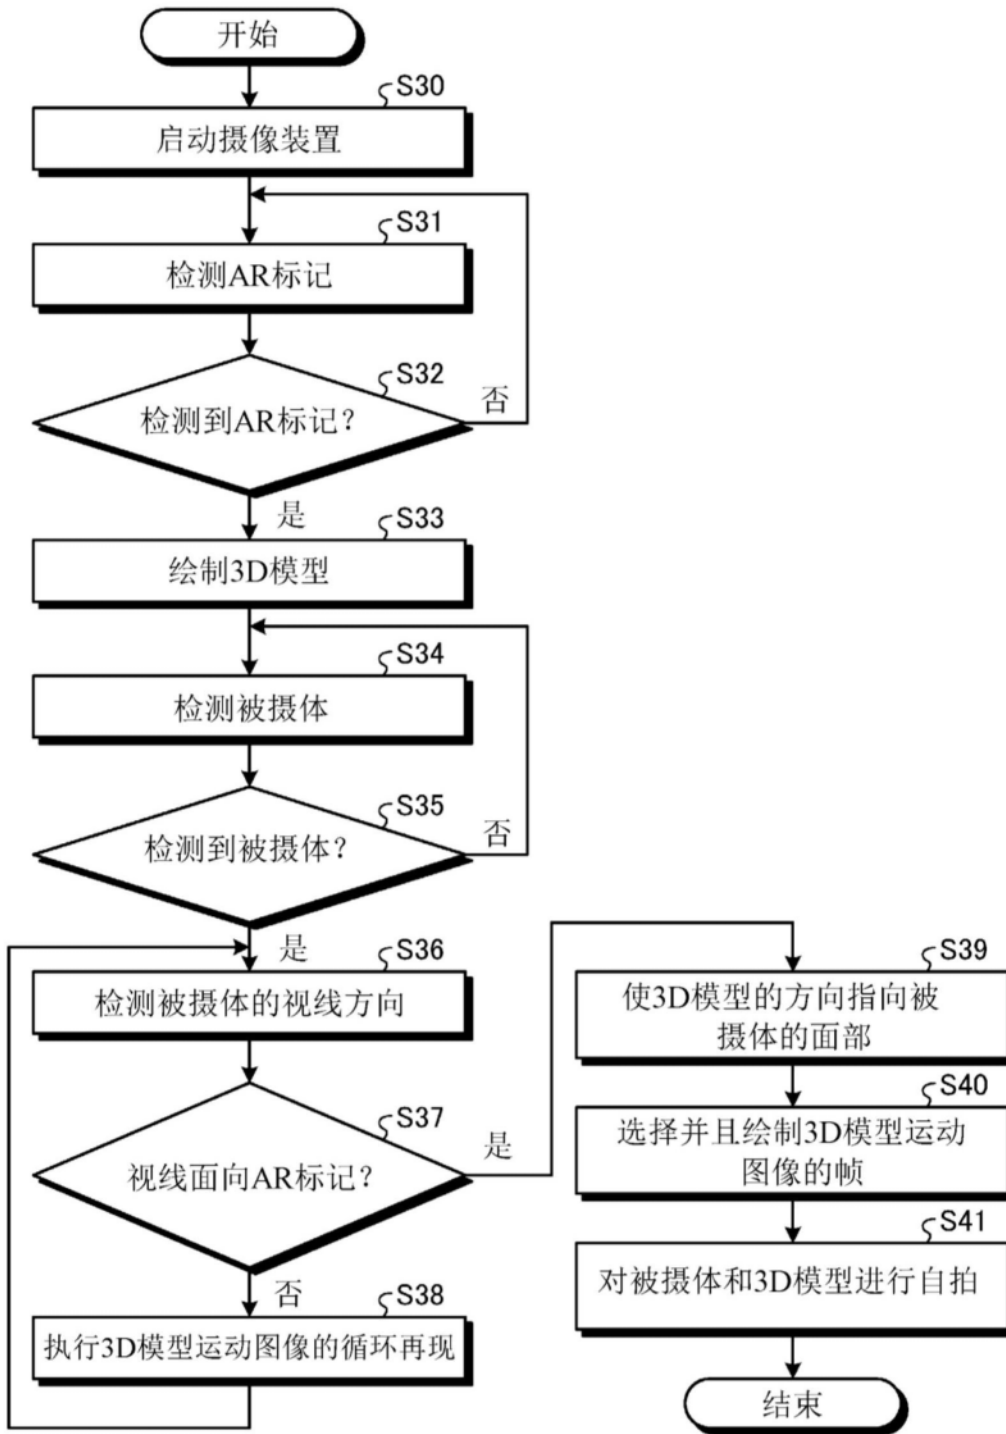 开始
S30
启动摄像装置
S31
检测AR标记
S32
检测到AR标记?
否
是
S33
绘制3D模型
S34
检测被摄体
S35
检测到被摄体?
否
是
S36
检测被摄体的视线方向
S37
视线面向AR标记?
是
否
S38
执行3D模型运动图像的循环再现
S39
使3D模型的方向指向被
摄体的面部
S40
选择并且绘制3D模型运动
图像的帧
S41
对被摄体和3D模型进行自拍
结束